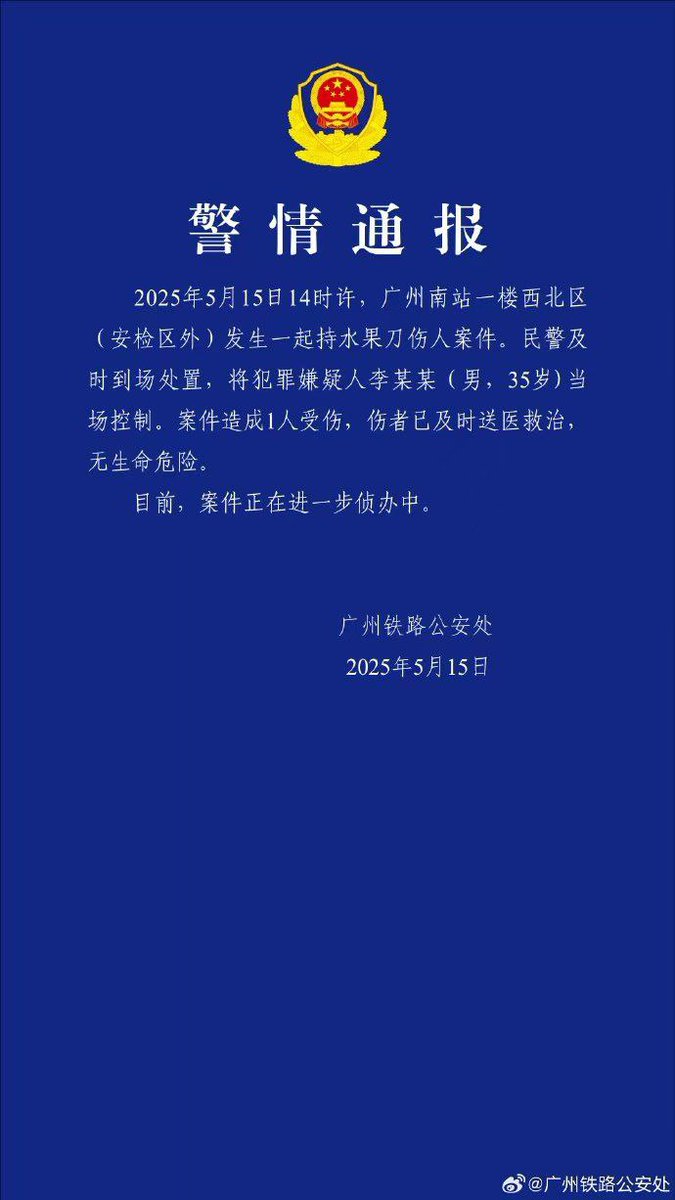 警情通报
2025年5月15日14时许，广州南站一楼西北区
（安检区外）发生一起持水果刀伤人案件。民警及
时到场处置，将犯罪嫌疑人李某某（男，35岁)当
场控制。案件造成1人受伤，伤者已及时送医救治，
无生命危险。
目前，案件正在进一步侦办中。
广州铁路公安处
2025年5月15日
@广州铁路公安处